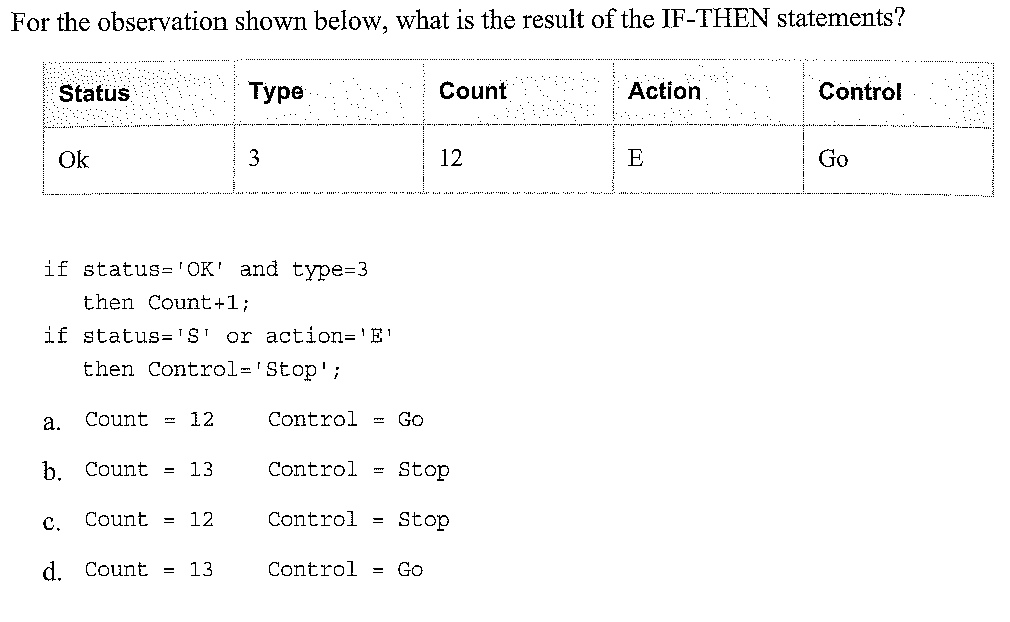 For the observation shown below, what is the result of the IF-THEN statements?
Status Type Count Action Control
Ok 3 12 E Go
if status='OK' and type=3
then Count+1;
if status='S' or action='E'
then Control='Stop';
a. Count = 12 Control = Go
b. Count = 13 Control = Stop
c. Count = 12 Control = Stop
d. Count = 13 Control = Go